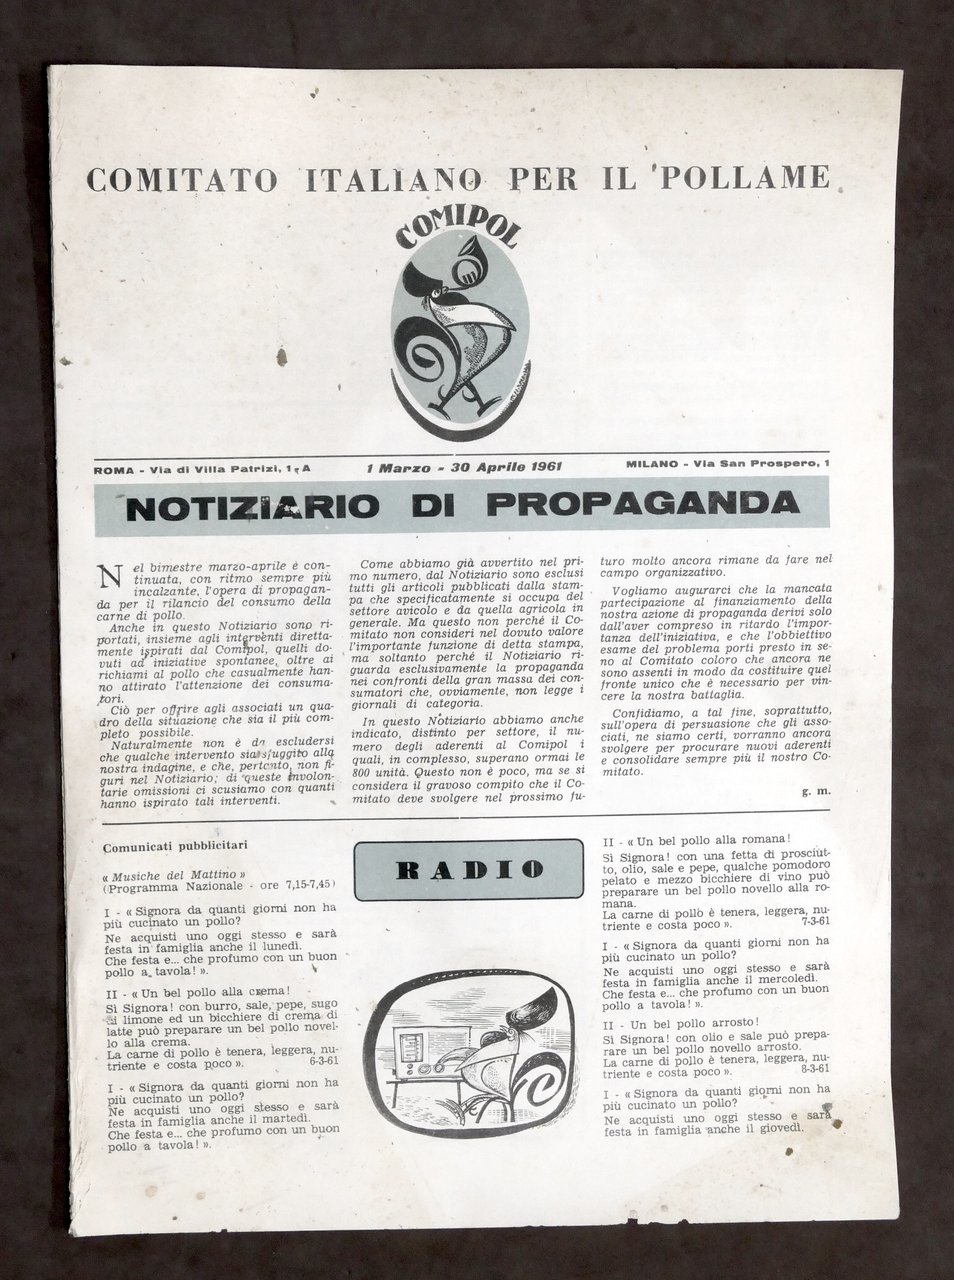 COMITATO ITALIANO PER IL POLLAME
COMIPOL
ROMA - Via di Villa Patrizi, 1, A
1 Marzo - 30 Aprile 1961
MILANO - Via San Prospero, 1
NOTIZIARIO DI PROPAGANDA
Nel bimestre marzo-aprile è con-
tinuata, con ritmo sempre più
incalzante, l'opera di propagan-
da per il rilancio del consumo della
carne di pollo.
Anche in questo Notiziario sono ri-
portati, insieme agli interventi diretta-
mente ispirati dal Comipol, quelli do-
vuti ad iniziative spontanee, oltre ai
richiami al pollo che casualmente han-
no attirato l'attenzione dei consuma-
tori.
Ciò per offrire agli associati un qua-
dro della situazione che sia il più com-
pleto possibile.
Naturalmente non è da escludersi
che qualche intervento sia sfuggito alla
nostra indagine, e che, pertanto, non fi-
guri nel Notiziario; di queste involon-
tarie omissioni ci scusiamo con quanti
hanno ispirato tali interventi.
Come abbiamo già avvertito nel pri-
mo numero, dal Notiziario sono esclusi
tutti gli articoli pubblicati dalla stam-
pa che specificatamente si occupa del
settore avicolo e da quella agricola in
generale. Ma questo non perché il Co-
mitato non consideri nel dovuto valore
l'importante funzione di detta stampa,
ma soltanto perché il Notiziario ri-
guarda esclusivamente la propaganda
nei confronti della gran massa dei con-
sumatori che, ovviamente, non legge i
giornali di categoria.
In questo Notiziario abbiamo anche
indicato, distinto per settore, il nu-
mero degli aderenti al Comipol i
quali, in complesso, superano ormai le
800 unità. Questo non è poco, ma se si
considera il gravoso compito che il Co-
mitato deve svolgere nel prossimo fu-
turo molto ancora rimane da fare nel
campo organizzativo.
Vogliamo augurarci che la mancata
partecipazione al finanziamento della
nostra azione di propaganda derivi solo
dall'aver compreso in ritardo l'impor-
tanza dell'iniziativa, e che l'obbiettivo
esame del problema porti presto in se-
no al Comitato coloro che ancora ne
sono assenti in modo da costituire quel
fronte unico che è necessario per vin-
cere la nostra battaglia.
Confidiamo, a tal fine, soprattutto,
sull'opera di persuasione che gli asso-
ciati, ne siamo certi, vorranno ancora
svolgere per procurare nuovi aderenti
e consolidare sempre più il nostro Co-
mitato.
g. m.
Comunicati pubblicitari
« Musiche del Mattino »
(Programma Nazionale - ore 7,15-7,45)
I - « Signora da quanti giorni non ha
più cucinato un pollo?
Ne acquisti uno oggi stesso e sarà
festa in famiglia anche il lunedì.
Che festa e... che profumo con un buon
pollo a tavola! ».
II - « Un bel pollo alla crema!
Sì Signora! con burro, sale, pepe, sugo
di limone ed un bicchiere di crema di
latte può preparare un bel pollo novel-
lo alla crema.
La carne di pollo è tenera, leggera, nu-
triente e costa poco ». 6-3-61
I - « Signora da quanti giorni non ha
più cucinato un pollo?
Ne acquisti uno oggi stesso e sarà
festa in famiglia anche il martedì.
Che festa e... che profumo con un buon
pollo a tavola! ».
RADIO
II - « Un bel pollo alla romana!
Sì Signora! con una fetta di prosciut-
to, olio, sale e pepe, qualche pomodoro
pelato e mezzo bicchiere di vino può
preparare un bel pollo novello alla ro-
mana.
La carne di pollo è tenera, leggera, nu-
triente e costa poco ». 7-3-61
I - « Signora da quanti giorni non ha
più cucinato un pollo?
Ne acquisti uno oggi stesso e sarà
festa in famiglia anche il mercoledì.
Che festa e... che profumo con un buon
pollo a tavola! ».
II - Un bel pollo arrosto!
Sì Signora! con olio e sale può prepa-
rare un bel pollo novello arrosto.
La carne di pollo è tenera, leggera, nu-
triente e costa poco ». 8-3-61
I - « Signora da quanti giorni non ha
più cucinato un pollo?
Ne acquisti uno oggi stesso e sarà
festa in famiglia anche il giovedì.